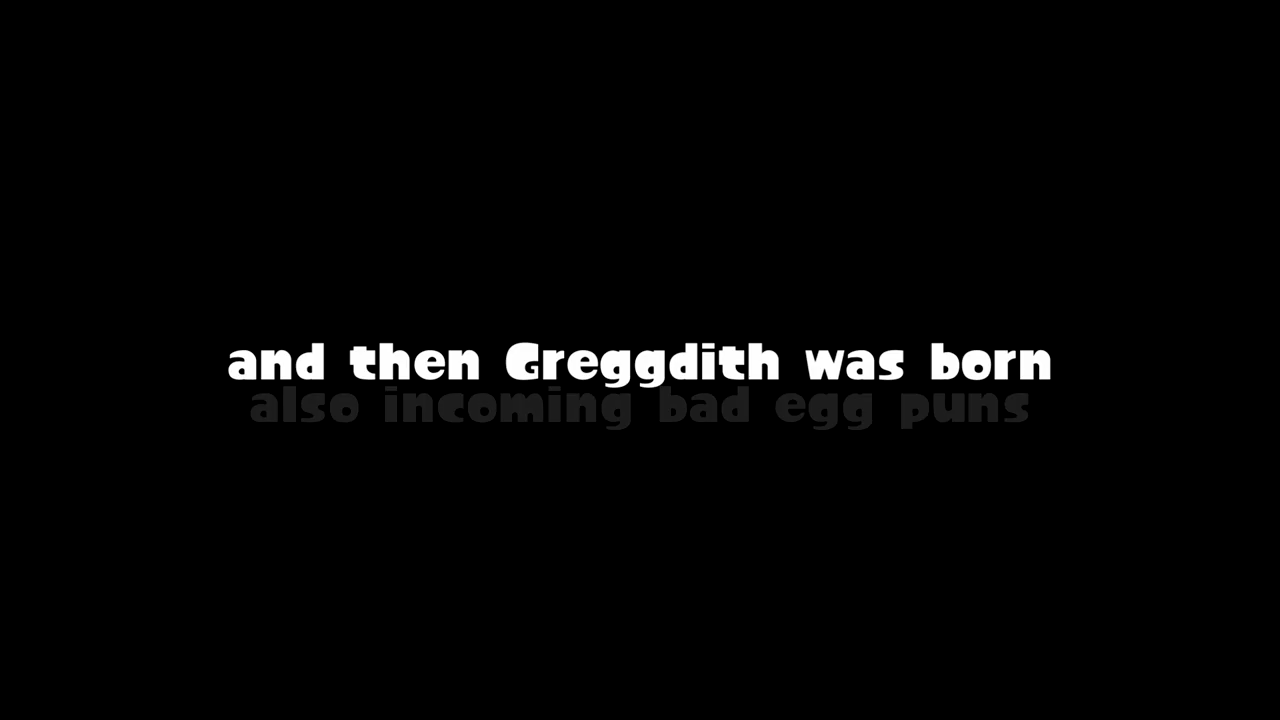 and then Greggdith was born
also incoming bad egg puns